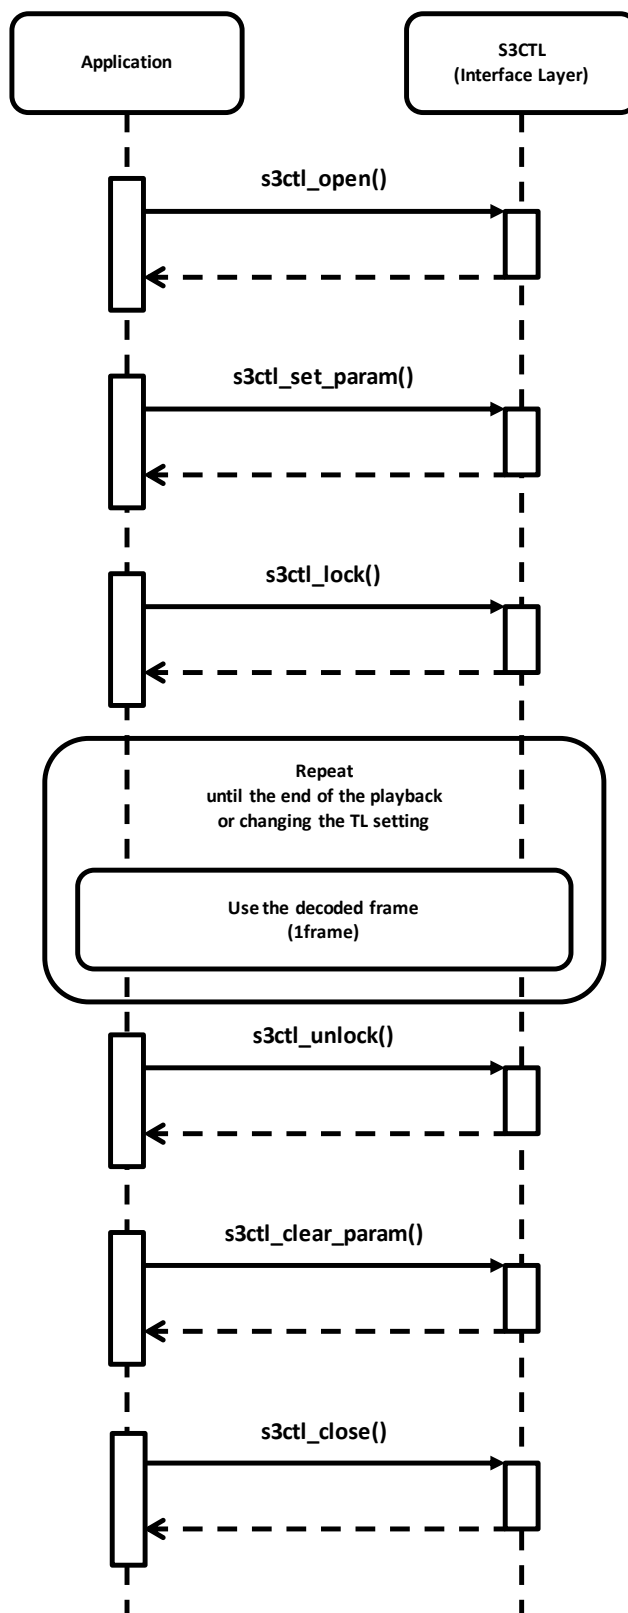 Application
S3CTL
(Interface Layer)
s3ctl_open()
s3ctl_set_param()
s3ctl_lock()
Repeat
until the end of the playback
or changing the TL setting
Use the decoded frame
(1frame)
s3ctl_unlock()
s3ctl_clear_param()
s3ctl_close()